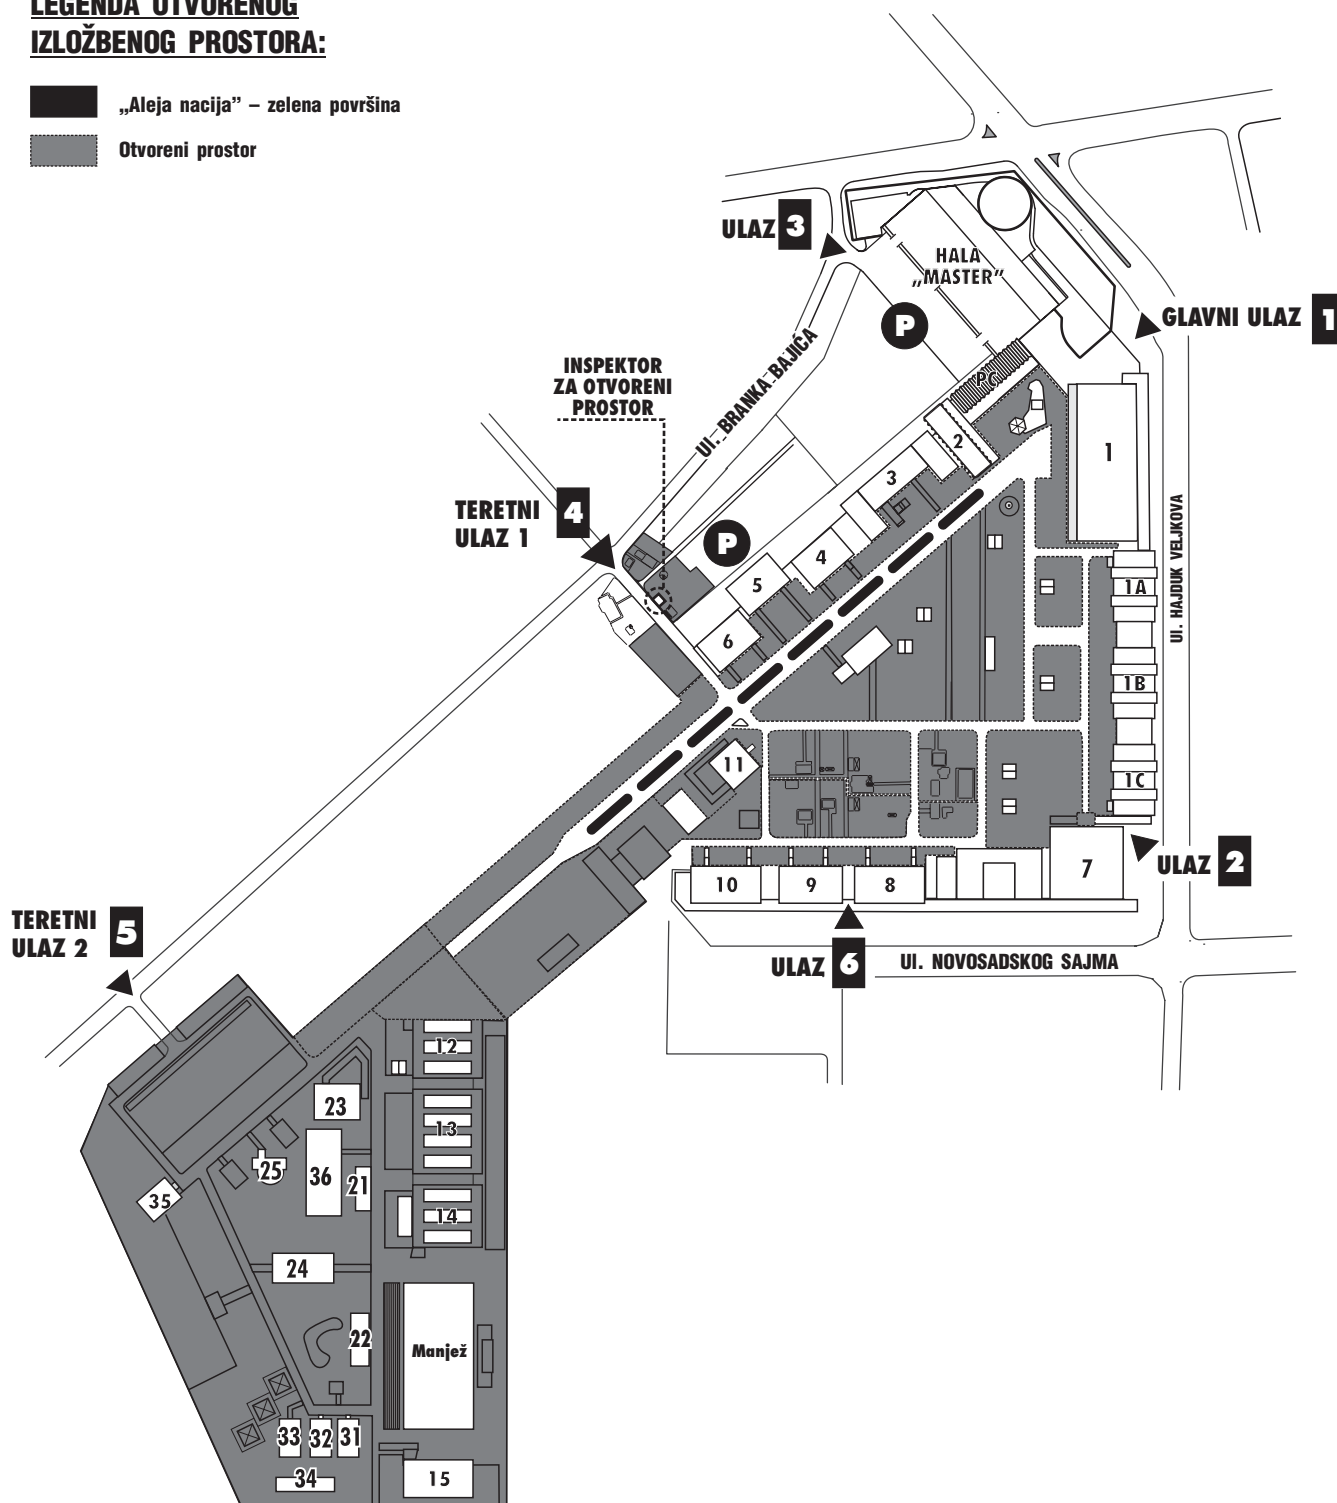 LEGENDA OTVORENOG
IZLOŽBENOG PROSTORA:
„Aleja nacija” – zelena površina
Otvoreni prostor
ULAZ 3
HALA
„MASTER”
P
GLAVNI ULAZ 1
INSPEKTOR
ZA OTVORENI
PROSTOR
Ul. BRANKA BAJIĆA
PC
2
1
3
TERETNI
ULAZ 1
4
P
4
5
6
Ul. HAJDUK VELJKOVA
1A
1B
1C
11
7
ULAZ 2
10
9
8
TERETNI
ULAZ 2
5
ULAZ 6
Ul. NOVOSADSKOG SAJMA
12
23
13
25
36
21
35
14
24
22
Manjež
33
32
31
34
15